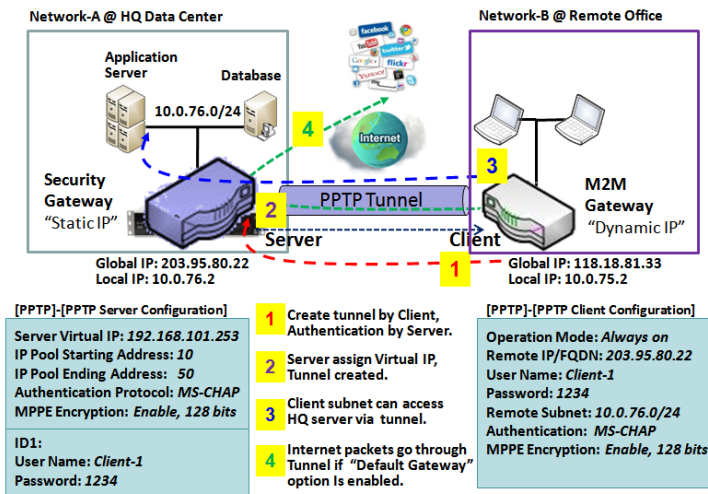 Network-A @ HQ Data Center
Network-B @ Remote Office
Application
Server
Database
10.0.76.0/24
facebook
YouTube
twitter
Google+
flickr
YAHOO!
Internet
4
3
Security
Gateway
"Static IP"
PPTP Tunnel
M2M
Gateway
"Dynamic IP"
2
Server
Client
1
Global IP: 203.95.80.22
Local IP: 10.0.76.2
Global IP: 118.18.81.33
Local IP: 10.0.75.2
[PPTP]-[PPTP Server Configuration]
Server Virtual IP: 192.168.101.253
IP Pool Starting Address: 10
IP Pool Ending Address: 50
Authentication Protocol: MS-CHAP
MPPE Encryption: Enable, 128 bits
ID1:
User Name: Client-1
Password: 1234
1 Create tunnel by Client,
Authentication by Server.
2 Server assign Virtual IP,
Tunnel created.
3 Client subnet can access
HQ server via tunnel.
4 Internet packets go through
Tunnel if "Default Gateway"
option Is enabled.
[PPTP]-[PPTP Client Configuration]
Operation Mode: Always on
Remote IP/FQDN: 203.95.80.22
User Name: Client-1
Password: 1234
Remote Subnet: 10.0.76.0/24
Authentication: MS-CHAP
MPPE Encryption: Enable, 128 bits